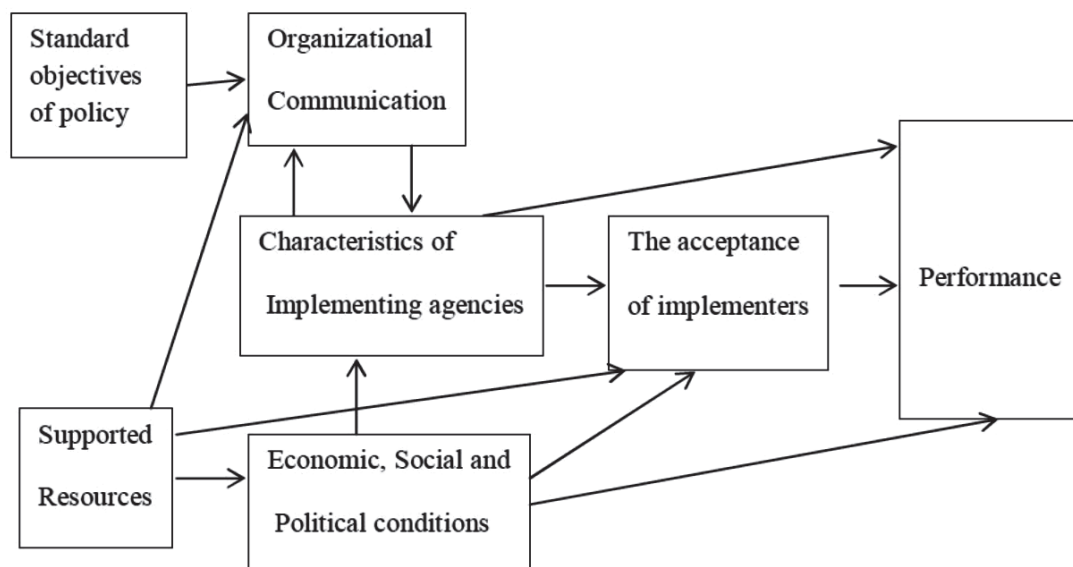 Standard
objectives
of policy
Organizational
Communication
Characteristics of
Implementing agencies
The acceptance
of implementers
Performance
Supported
Resources
Economic, Social and
Political conditions